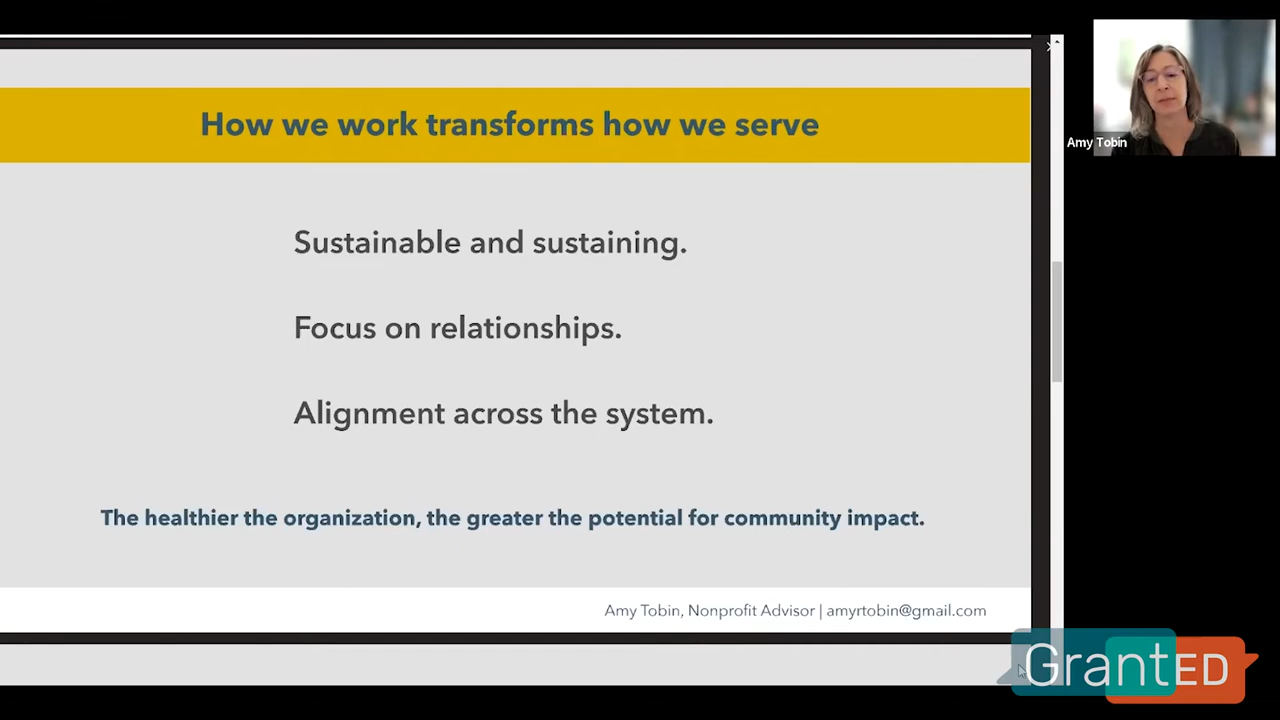 How we work transforms how we serve
Sustainable and sustaining.
Focus on relationships.
Alignment across the system.
The healthier the organization, the greater the potential for community impact.
Amy Tobin, Nonprofit Advisor | amyrtobin@gmail.com
Amy Tobin
GrantED